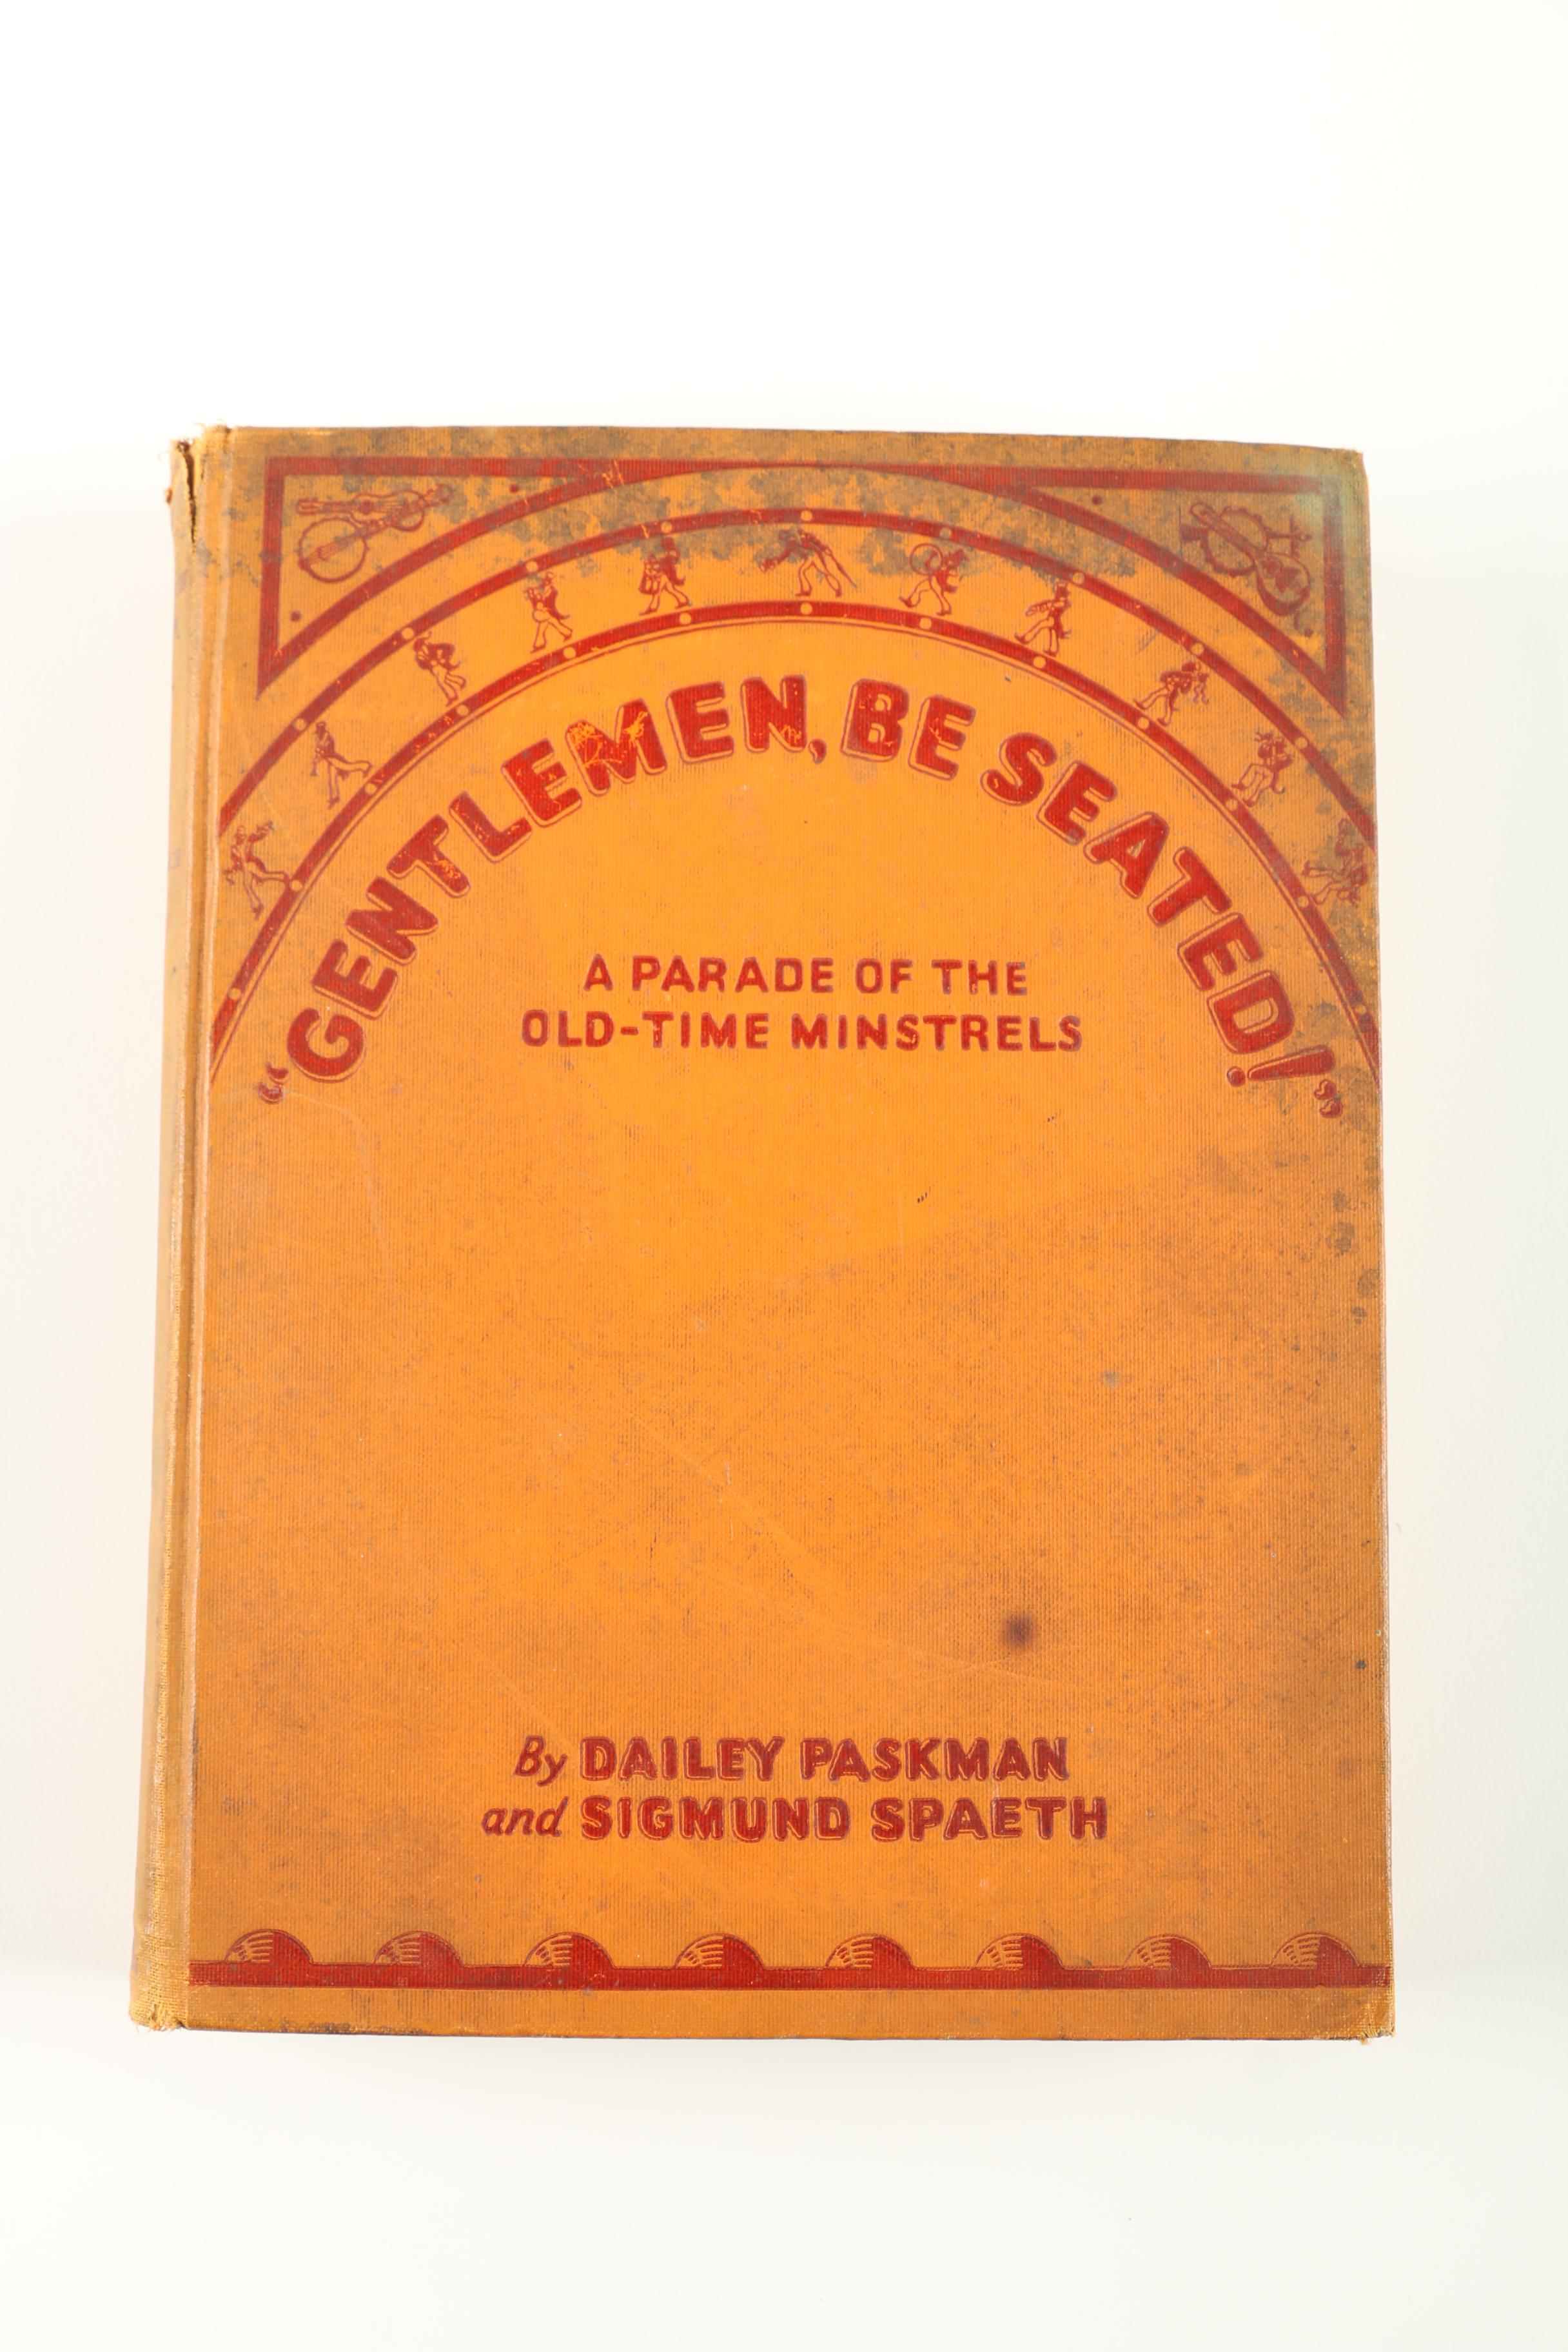 “GENTLEMEN, BE SEATED!”
A PARADE OF THE
OLD-TIME MINSTRELS
By DAILEY PASKMAN
and SIGMUND SPAETH